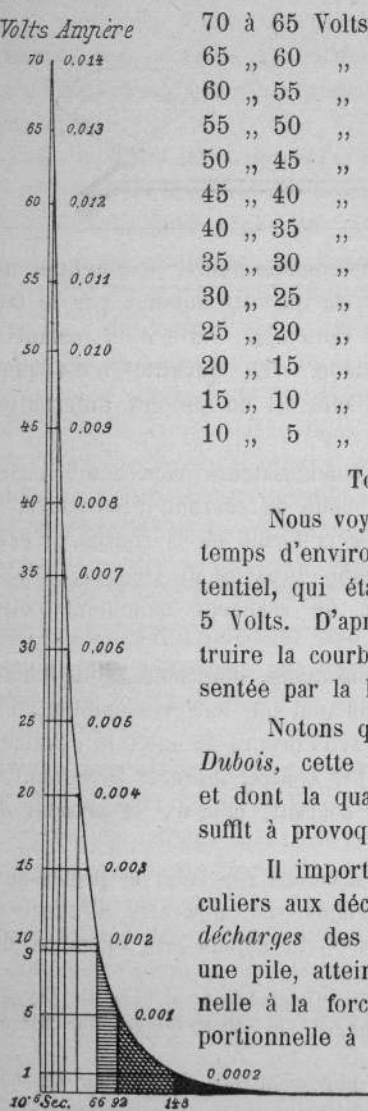 Volts Ampère
70 0.014
65 0.013
60 0.012
55 0.011
50 0.010
45 0.009
40 0.008
35 0.007
30 0.006
25 0.005
20 0.004
15 0.003
10 0.002
9
5 0.001
1 0,0002
10⁻⁶ Sec. 66 92 148
70 à 65 Volts
65 „ 60 „
60 „ 55 „
55 „ 50 „
50 „ 45 „
45 „ 40 „
40 „ 35 „
35 „ 30 „
30 „ 25 „
25 „ 20 „
20 „ 15 „
15 „ 10 „
10 „ 5 „
To
Nous voy
temps d'enviro
tentiel, qui éta
5 Volts. D'apr
truire la courb
sentée par la l
Notons q
Dubois, cette
et dont la qua
suffit à provoq
Il import
culiers aux déc
décharges des
une pile, attein
nelle à la force
portionnelle à